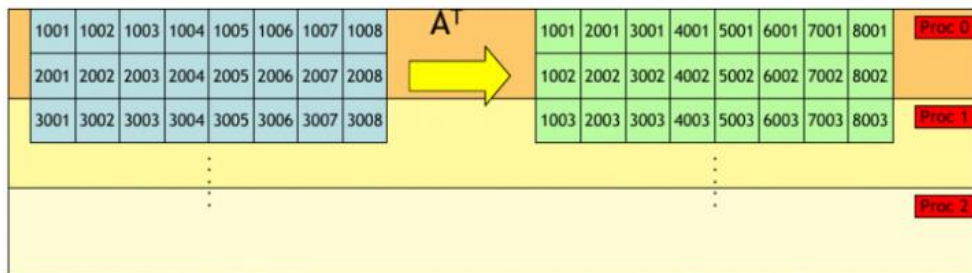 Aᵀ
1001 1002 1003 1004 1005 1006 1007 1008
1001 2001 3001 4001 5001 6001 7001 8001
Proc 0
2001 2002 2003 2004 2005 2006 2007 2008
1002 2002 3002 4002 5002 6002 7002 8002
3001 3002 3003 3004 3005 3006 3007 3008
1003 2003 3003 4003 5003 6003 7003 8003
Proc 1
Proc 2